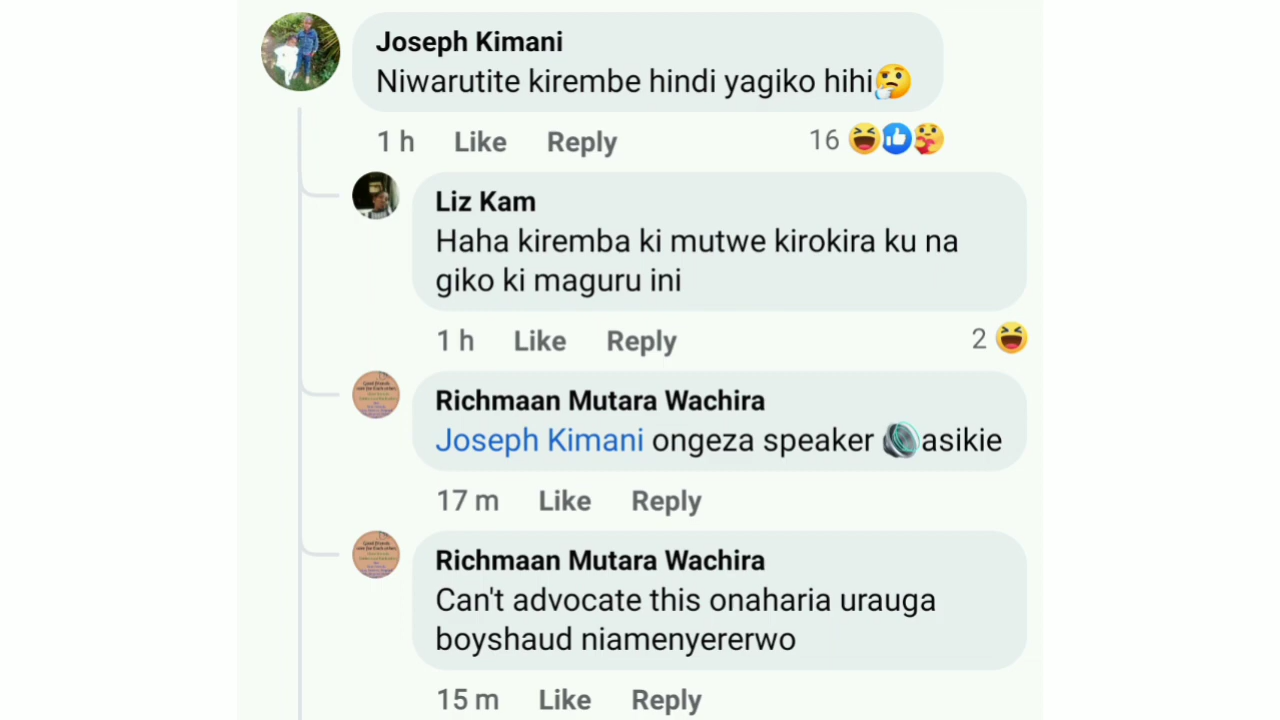 Joseph Kimani
Niwarutite kirembe hindi yagiko hihi🤔
1 h Like Reply 16
Liz Kam
Haha kiremba ki mutwe kirokira ku na
giko ki maguru ini
1 h Like Reply 2
Richmaan Mutara Wachira
Joseph Kimani ongeza speaker 🔊asikie
17 m Like Reply
Richmaan Mutara Wachira
Can't advocate this onaharia urauga
boyshaud niamenyererwo
15 m Like Reply